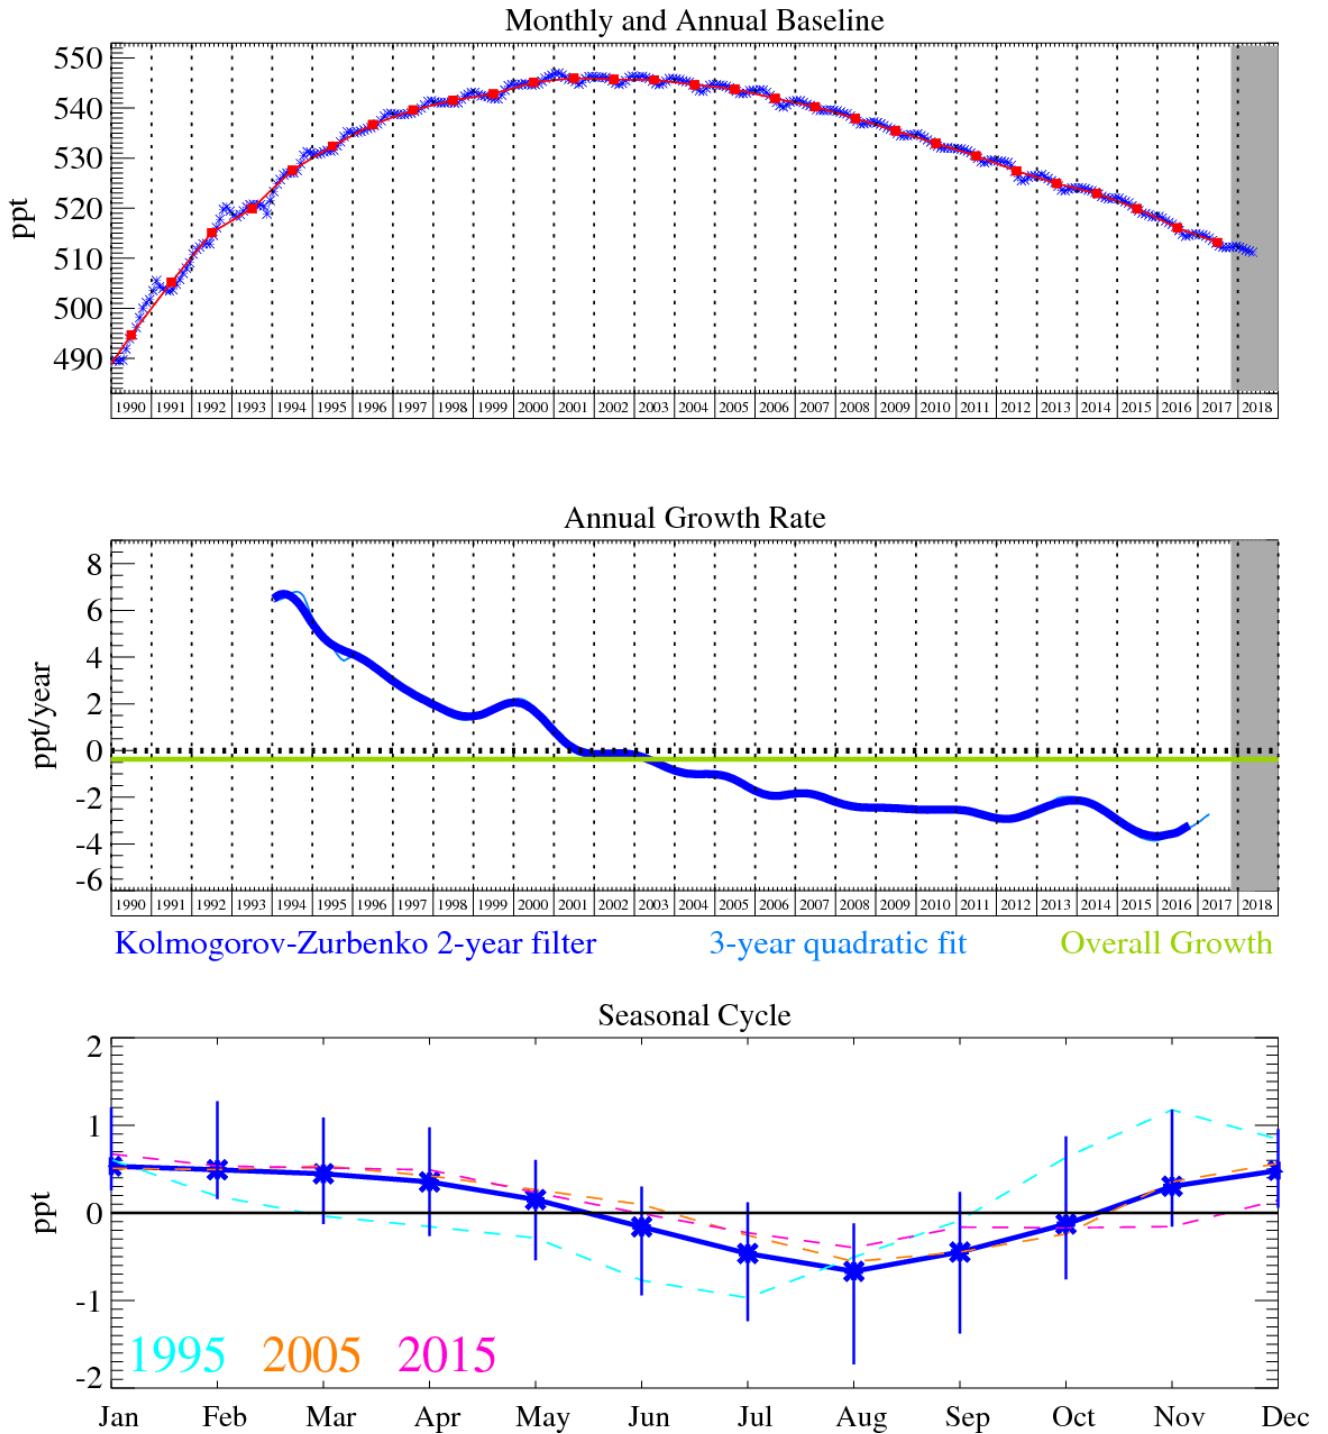 Monthly and Annual Baseline
550
540
530
520
510
500
490
ppt
1990 1991 1992 1993 1994 1995 1996 1997 1998 1999 2000 2001 2002 2003 2004 2005 2006 2007 2008 2009 2010 2011 2012 2013 2014 2015 2016 2017 2018
Annual Growth Rate
8
6
4
2
0
-2
-4
-6
ppt/year
1990 1991 1992 1993 1994 1995 1996 1997 1998 1999 2000 2001 2002 2003 2004 2005 2006 2007 2008 2009 2010 2011 2012 2013 2014 2015 2016 2017 2018
Kolmogorov-Zurbenko 2-year filter 3-year quadratic fit Overall Growth
Seasonal Cycle
2
1
0
-1
-2
ppt
1995 2005 2015
Jan Feb Mar Apr May Jun Jul Aug Sep Oct Nov Dec